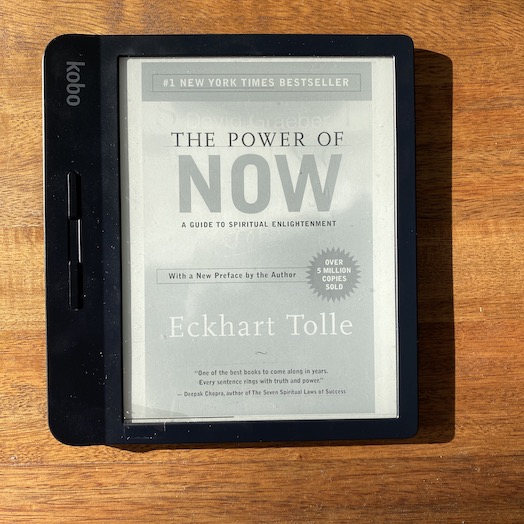 kobo
#1 NEW YORK TIMES BESTSELLER
THE POWER OF
NOW
A GUIDE TO SPIRITUAL ENLIGHTENMENT
With a New Preface by the Author
OVER
5 MILLION
COPIES
SOLD
Eckhart Tolle
~
"One of the best books to come along in years.
Every sentence rings with truth and power."
— Deepak Chopra, author of The Seven Spiritual Laws of Success